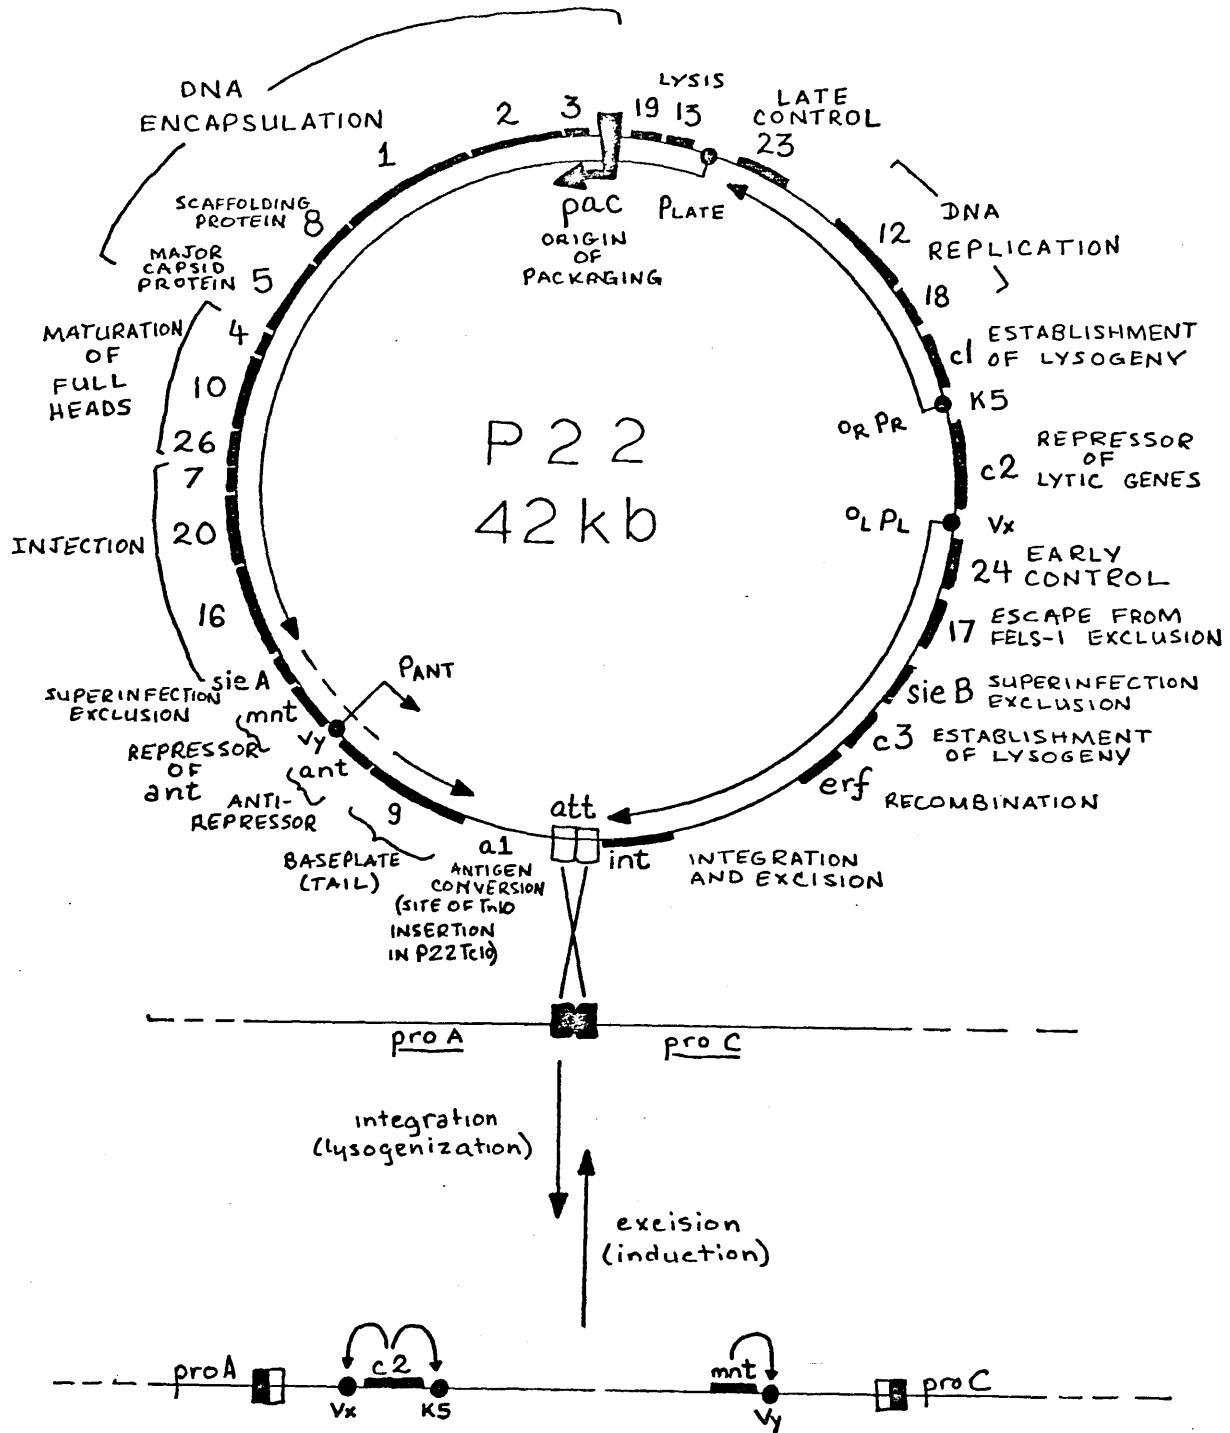 DNA
ENCAPSULATION
LYSIS
LATE
CONTROL
1
2
3
19
13
23
pac
ORIGIN
OF
PACKAGING
PLATE
12
18
DNA
REPLICATION
SCAFFOLDING
PROTEIN 8
MAJOR
CAPSID
PROTEIN 5
MATURATION
OF
FULL
HEADS
4
10
26
c1 ESTABLISHMENT
OF LYSOGENY
K5
OR PR
P22
42kb
c2 REPRESSOR
OF
LYTIC GENES
OL PL
Vx
INJECTION
7
20
16
24 EARLY
CONTROL
17 ESCAPE FROM
FELS-1 EXCLUSION
sieA
SUPERINFECTION
EXCLUSION
sieB SUPERINFECTION
EXCLUSION
PANT
mnt
Vy
REPRESSOR
OF
ant
c3 ESTABLISHMENT
OF LYSOGENY
ant
ANTI-
REPRESSOR
erf RECOMBINATION
9
BASEPLATE
(TAIL)
att
int INTEGRATION
AND EXCISION
a1
ANTIGEN
CONVERSION
(SITE OF Tn10
INSERTION
IN P22Tc10)
proA
proC
integration
(lysogenization)
excision
(induction)
proA
c2
Vx
K5
mnt
Vy
proC